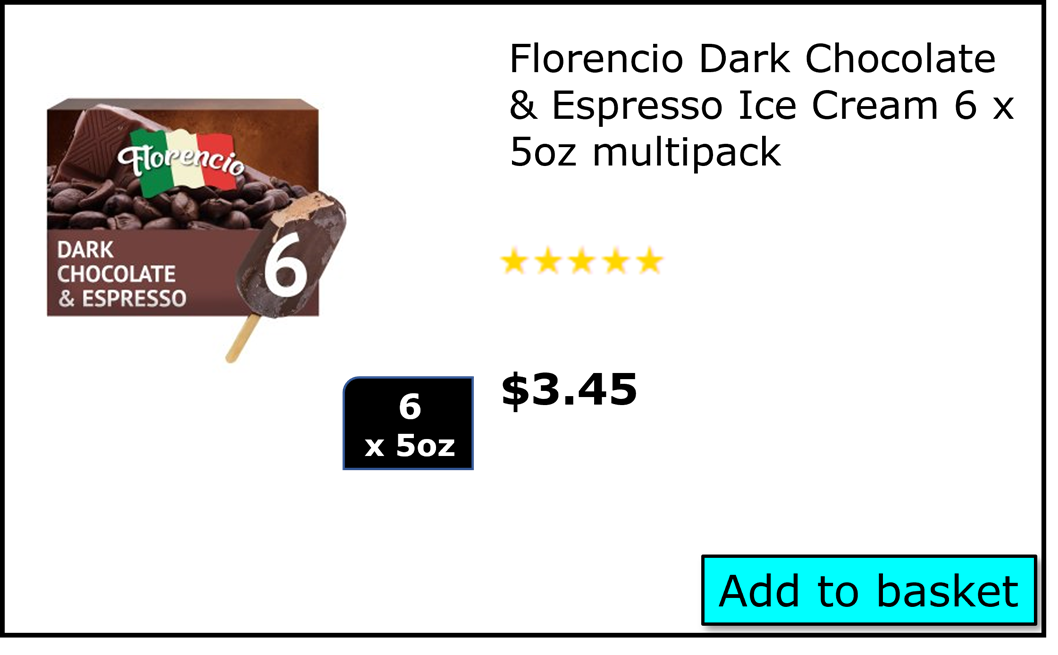 Florencio Dark Chocolate
& Espresso Ice Cream 6 x
5oz multipack
Florencio
DARK
CHOCOLATE
& ESPRESSO
6
$3.45
6
x 5oz
Add to basket